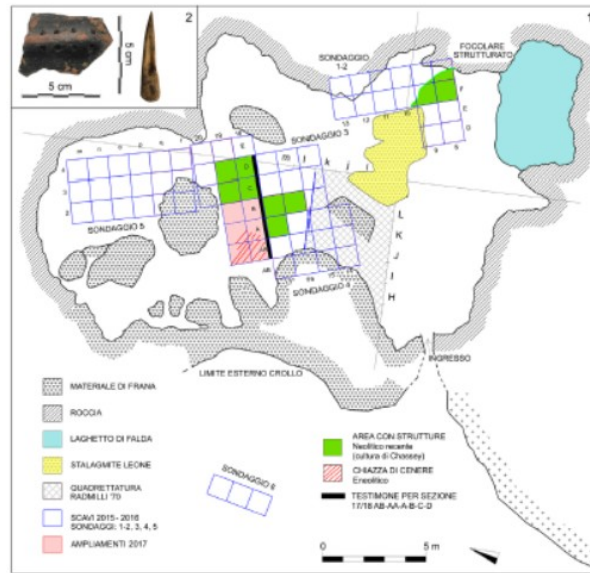 2
5 cm
5 cm
1
SONDAGGIO
1-2
FOCOLARE
STRUTTURATO
SONDAGGIO 3
SONDAGGIO 5
SONDAGGIO 4
L K J I H
INGRESSO
LIMITE ESTERNO CROLLO
SONDAGGIO 6
MATERIALE DI FRANA
ROCCIA
LAGHETTO DI FALDA
STALAGMITE LEONE
QUADRETTATURA
RADMILLI '70
SCAVI 2015- 2016
SONDAGGI: 1-2, 3, 4, 5
AMPLIAMENTI 2017
AREA CON STRUTTURE
Neolitico recente
(cultura di Chassey)
CHIAZZA DI CENERE
Eneolitico
TESTIMONE PER SEZIONE
17/18 AB-AA-A-B-C-D
0
5 m